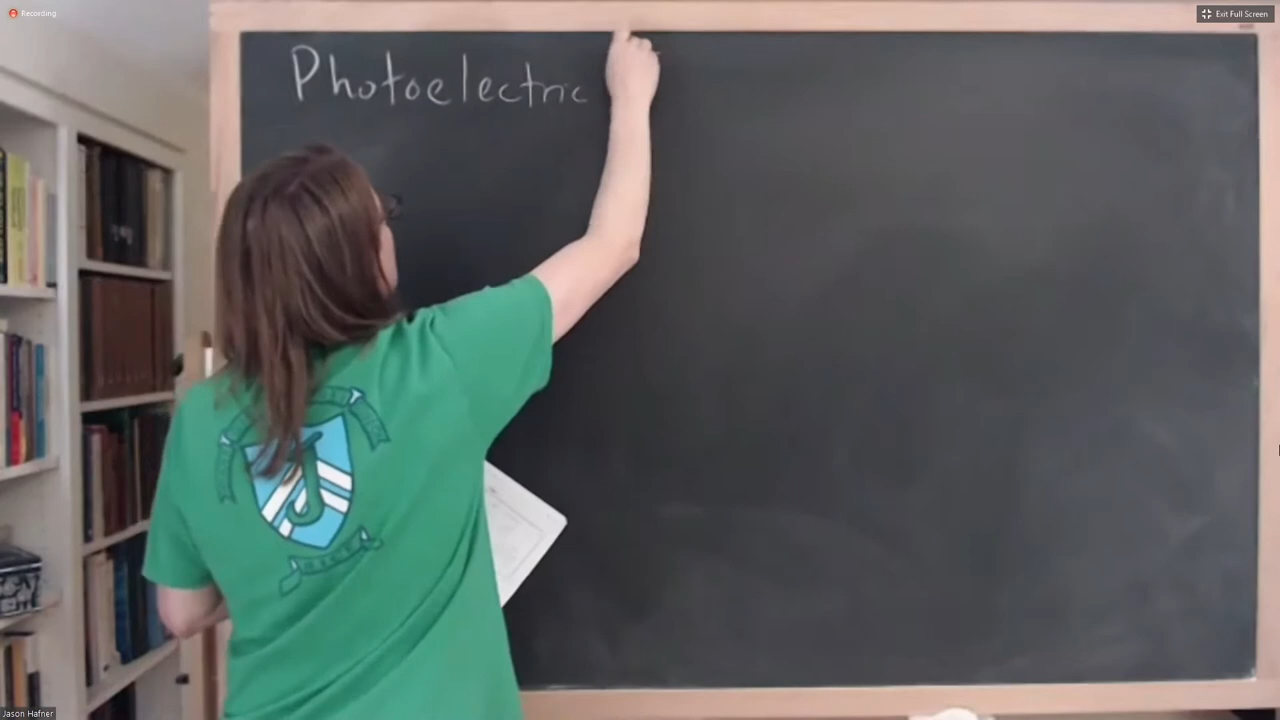 Recording
Exit Full Screen
Photoelectric
J
Jason Hafner